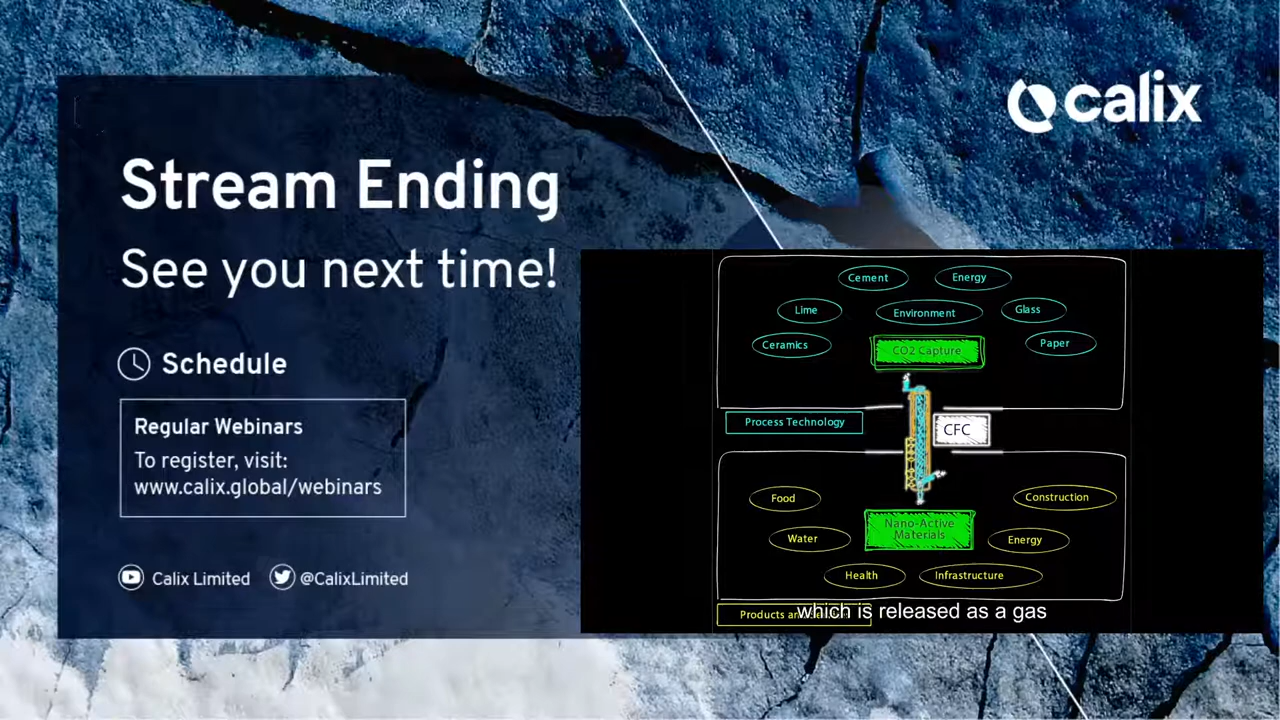 calix
Stream Ending
See you next time!
Schedule
Regular Webinars
To register, visit:
www.calix.global/webinars
Calix Limited
@CalixLimited
Cement
Energy
Lime
Environment
Glass
Ceramics
CO2 Capture
Paper
Process Technology
CFC
Food
Construction
Nano-Active
Materials
Water
Energy
Health
Infrastructure
Products
which is released as a gas